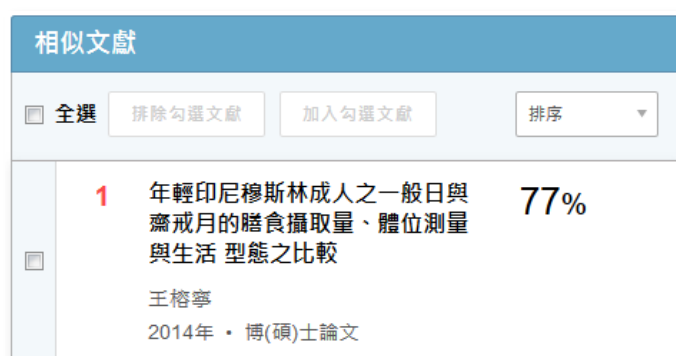 相似文獻
全選 排除勾選文獻 加入勾選文獻 排序
1 年輕印尼穆斯林成人之一般日與 77%
齋戒月的膳食攝取量、體位測量
與生活 型態之比較
王榕寧
2014年 • 博(碩)士論文